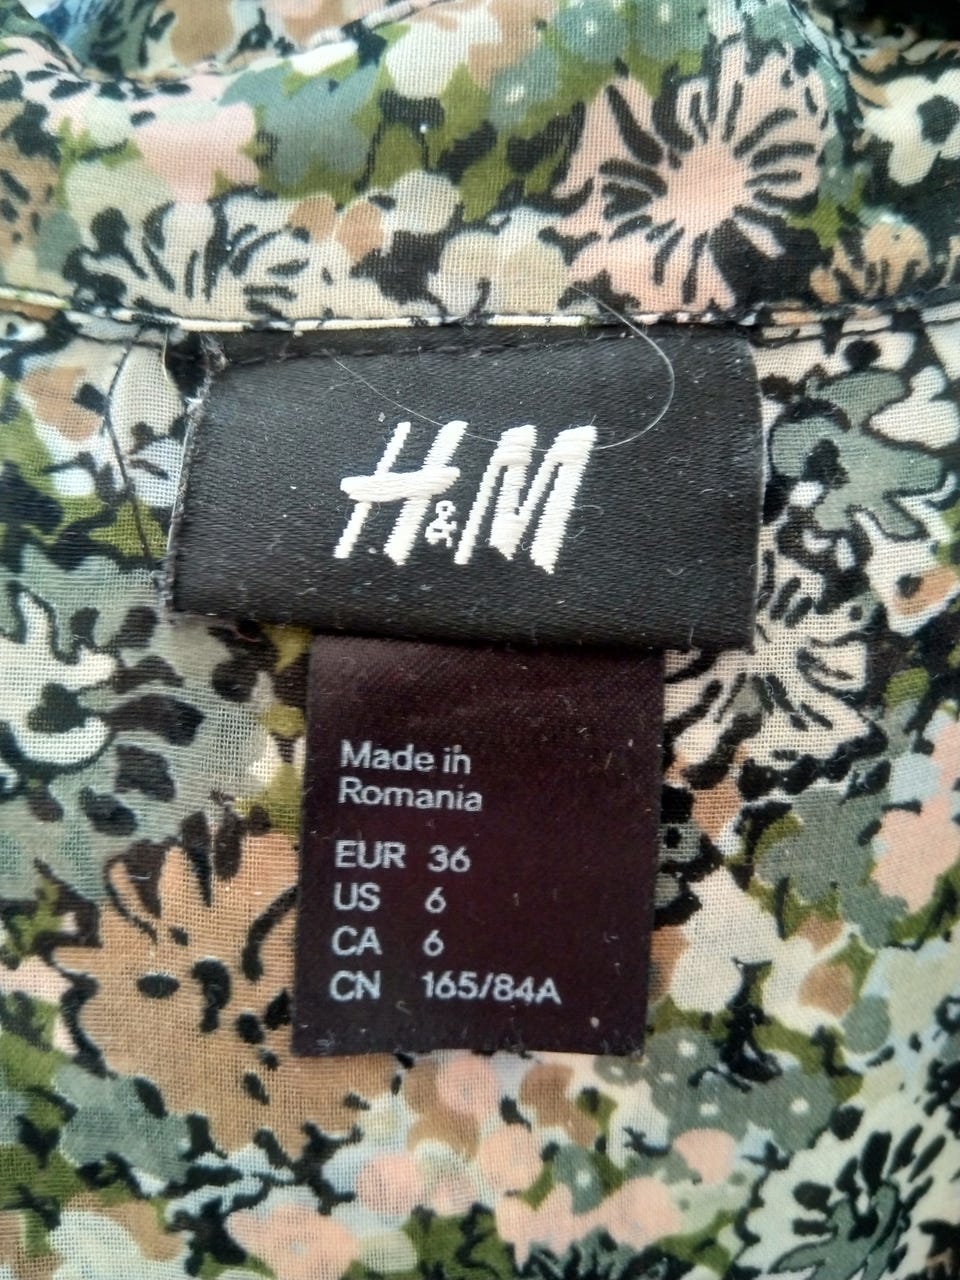 H&M
Made in
Romania
EUR 36
US 6
CA 6
CN 165/84A